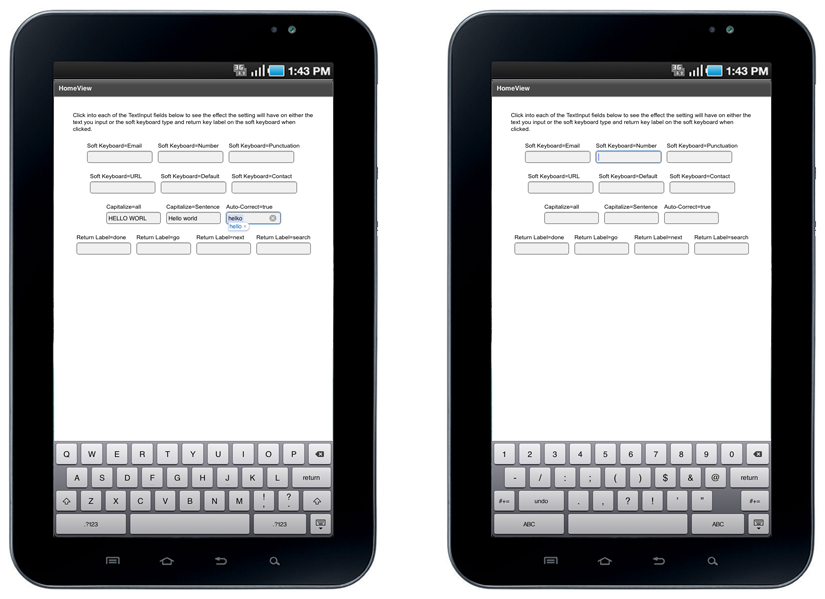 3G 1:43 PM
HomeView
Click into each of the TextInput fields below to see the effect the setting will have on either the
text you input or the soft keyboard type and return key label on the soft keyboard when
clicked.
Soft Keyboard=Email Soft Keyboard=Number Soft Keyboard=Punctuation
Soft Keyboard=URL Soft Keyboard=Default Soft Keyboard=Contact
Capitalize=all Capitalize=Sentence Auto-Correct=true
HELLO WORL Hello world helko
hello ×
Return Label=done Return Label=go Return Label=next Return Label=search
Q W E R T Y U I O P
A S D F G H J K L return
Z X C V B N M ! , ? .
.?123 .?123
3G 1:43 PM
HomeView
Click into each of the TextInput fields below to see the effect the setting will have on either the
text you input or the soft keyboard type and return key label on the soft keyboard when
clicked.
Soft Keyboard=Email Soft Keyboard=Number Soft Keyboard=Punctuation
Soft Keyboard=URL Soft Keyboard=Default Soft Keyboard=Contact
Capitalize=all Capitalize=Sentence Auto-Correct=true
Return Label=done Return Label=go Return Label=next Return Label=search
1 2 3 4 5 6 7 8 9 0
- / : ; ( ) $ & @ return
#+= undo . , ? ! ' " #+=
ABC ABC